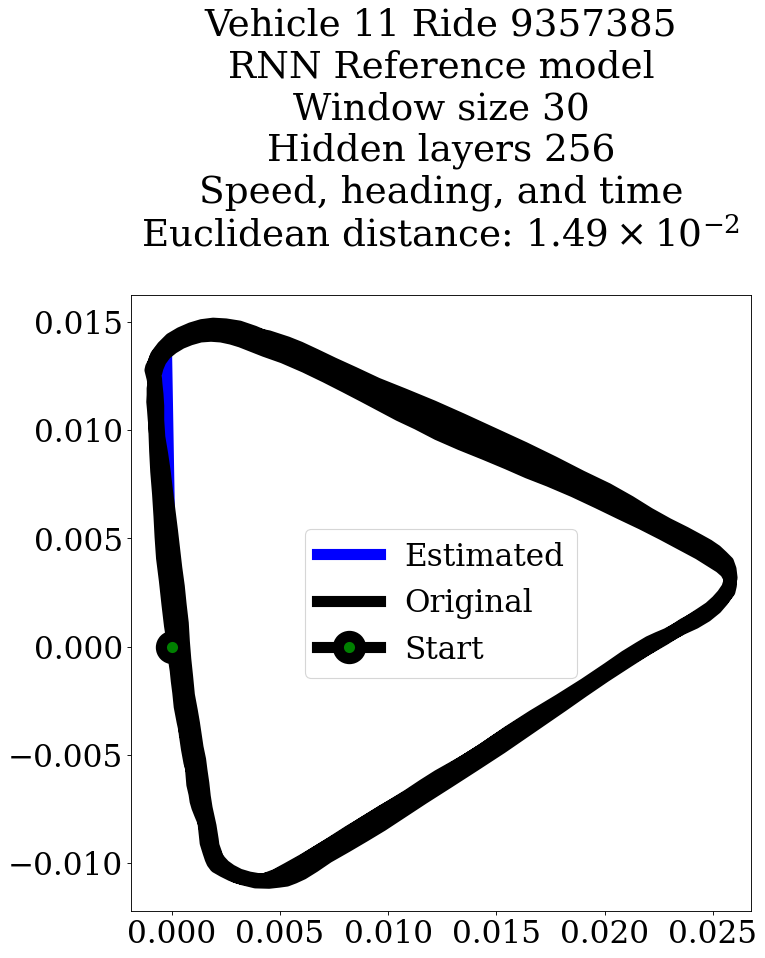 Vehicle 11 Ride 9357385
RNN Reference model
Window size 30
Hidden layers 256
Speed, heading, and time
Euclidean distance: 1.49 × 10⁻²
0.015
0.010
0.005
0.000
−0.005
−0.010
Estimated
Original
Start
0.000 0.005 0.010 0.015 0.020 0.025